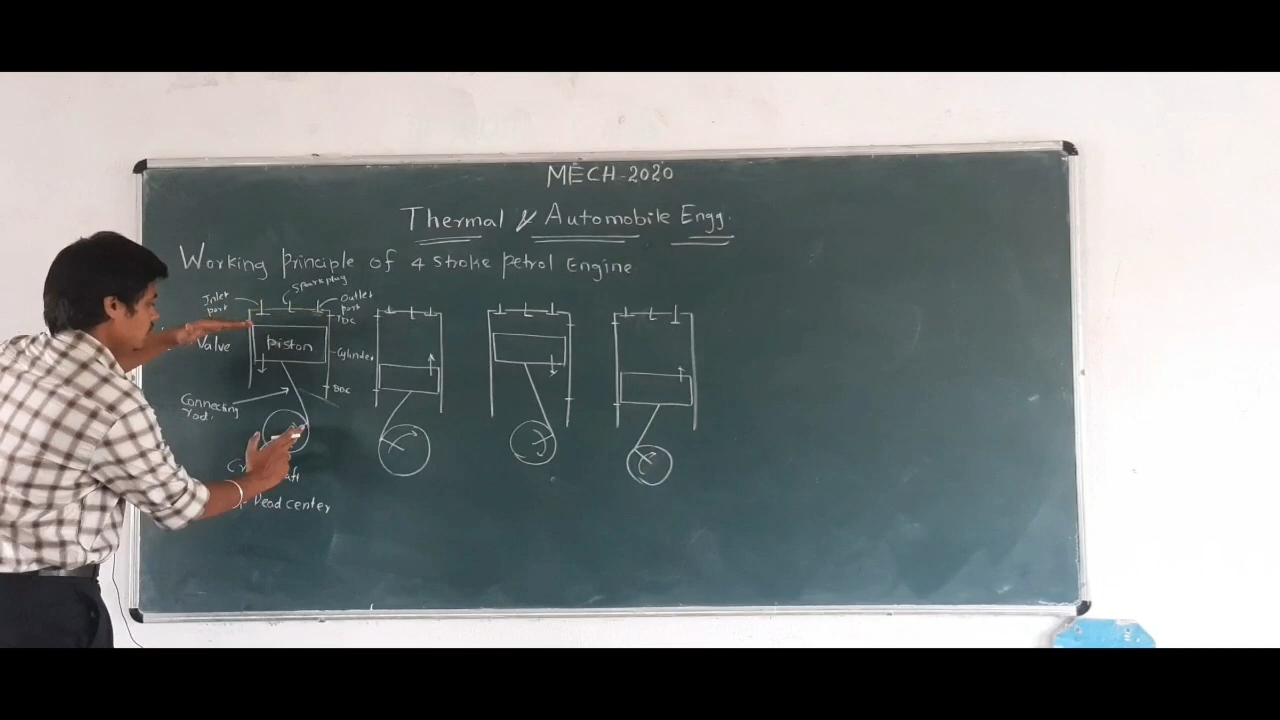 MECH-2020
Thermal & Automobile Engg.
Working principle of 4 stroke petrol Engine
Spark plug
Inlet port
Outlet port
TDC
Valve
Piston
Cylinder
BDC
Connecting rod.
Dead center